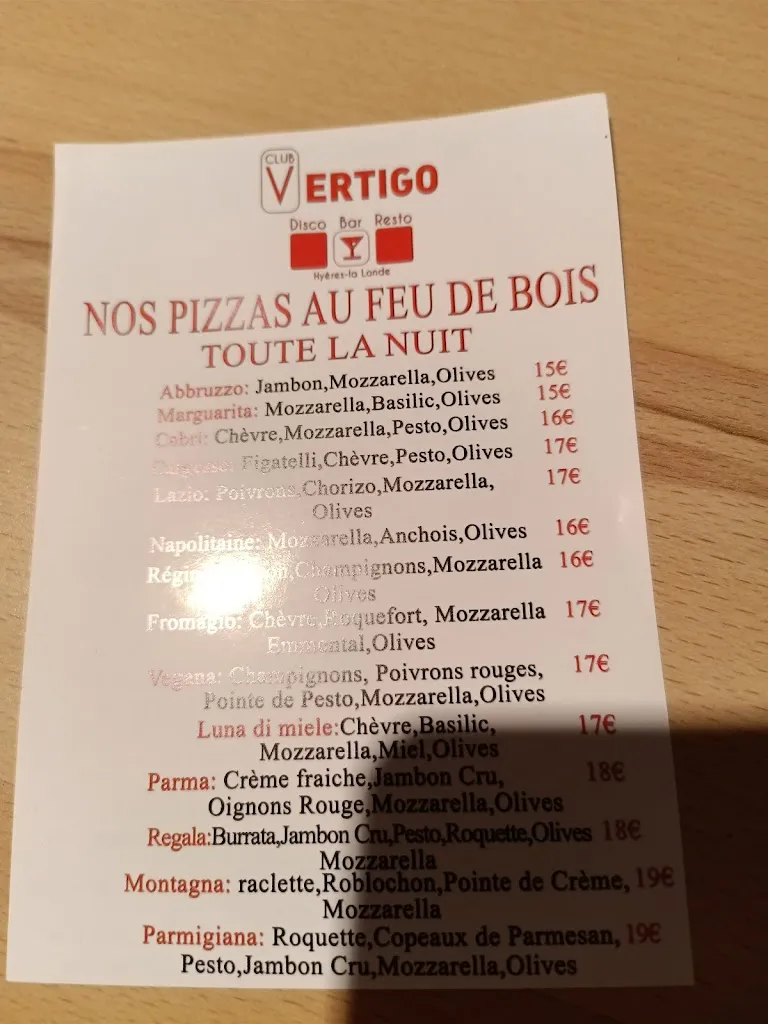 CLUB
VERTIGO
Disco Bar Resto
Hyères-la Londe
NOS PIZZAS AU FEU DE BOIS
TOUTE LA NUIT
Abbruzzo: Jambon,Mozzarella,Olives 15€
Marguarita: Mozzarella,Basilic,Olives 15€
Cabri: Chèvre,Mozzarella,Pesto,Olives 16€
Figatelli,Chèvre,Pesto,Olives 17€
Lazio: Poivrons,Chorizo,Mozzarella, 17€
Olives
Napolitaine: Mozzarella,Anchois,Olives 16€
Champignons,Mozzarella 16€
Olives
Fromagio: Chèvre,Roquefort, Mozzarella 17€
Emmental,Olives
Vegana: Champignons, Poivrons rouges, 17€
Pointe de Pesto,Mozzarella,Olives
Luna di miele:Chèvre,Basilic, 17€
Mozzarella,Miel,Olives
Parma: Crème fraiche,Jambon Cru, 18€
Oignons Rouge,Mozzarella,Olives
Regala:Burrata,Jambon Cru,Pesto,Roquette,Olives 18€
Mozzarella
Montagna: raclette,Roblochon,Pointe de Crème, 19€
Mozzarella
Parmigiana: Roquette,Copeaux de Parmesan, 19€
Pesto,Jambon Cru,Mozzarella,Olives